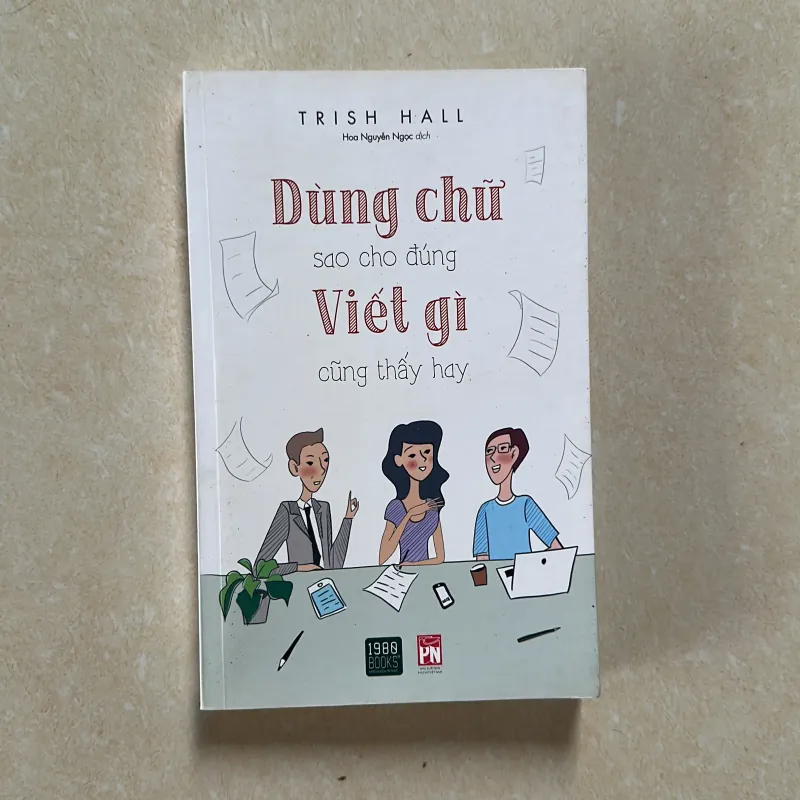 TRISH HALL
Hoa Nguyễn Ngọc dịch
Dùng chữ
sao cho đúng
Viết gì
cũng thấy hay
1980
BOOKS
PN